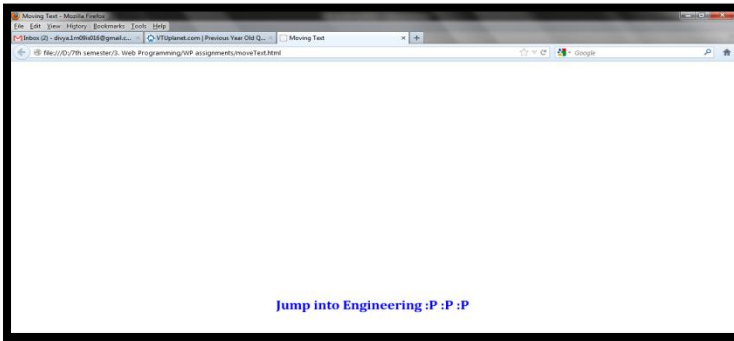 Moving Text - Mozilla Firefox
File Edit View History Bookmarks Tools Help
Inbox (2) - divya.1m09is016@gmail.c... VTUplanet.com | Previous Year Old Q... Moving Text
file:///D:/7th semester/3. Web Programming/WP assignments/moveText.html Google
Jump into Engineering :P :P :P